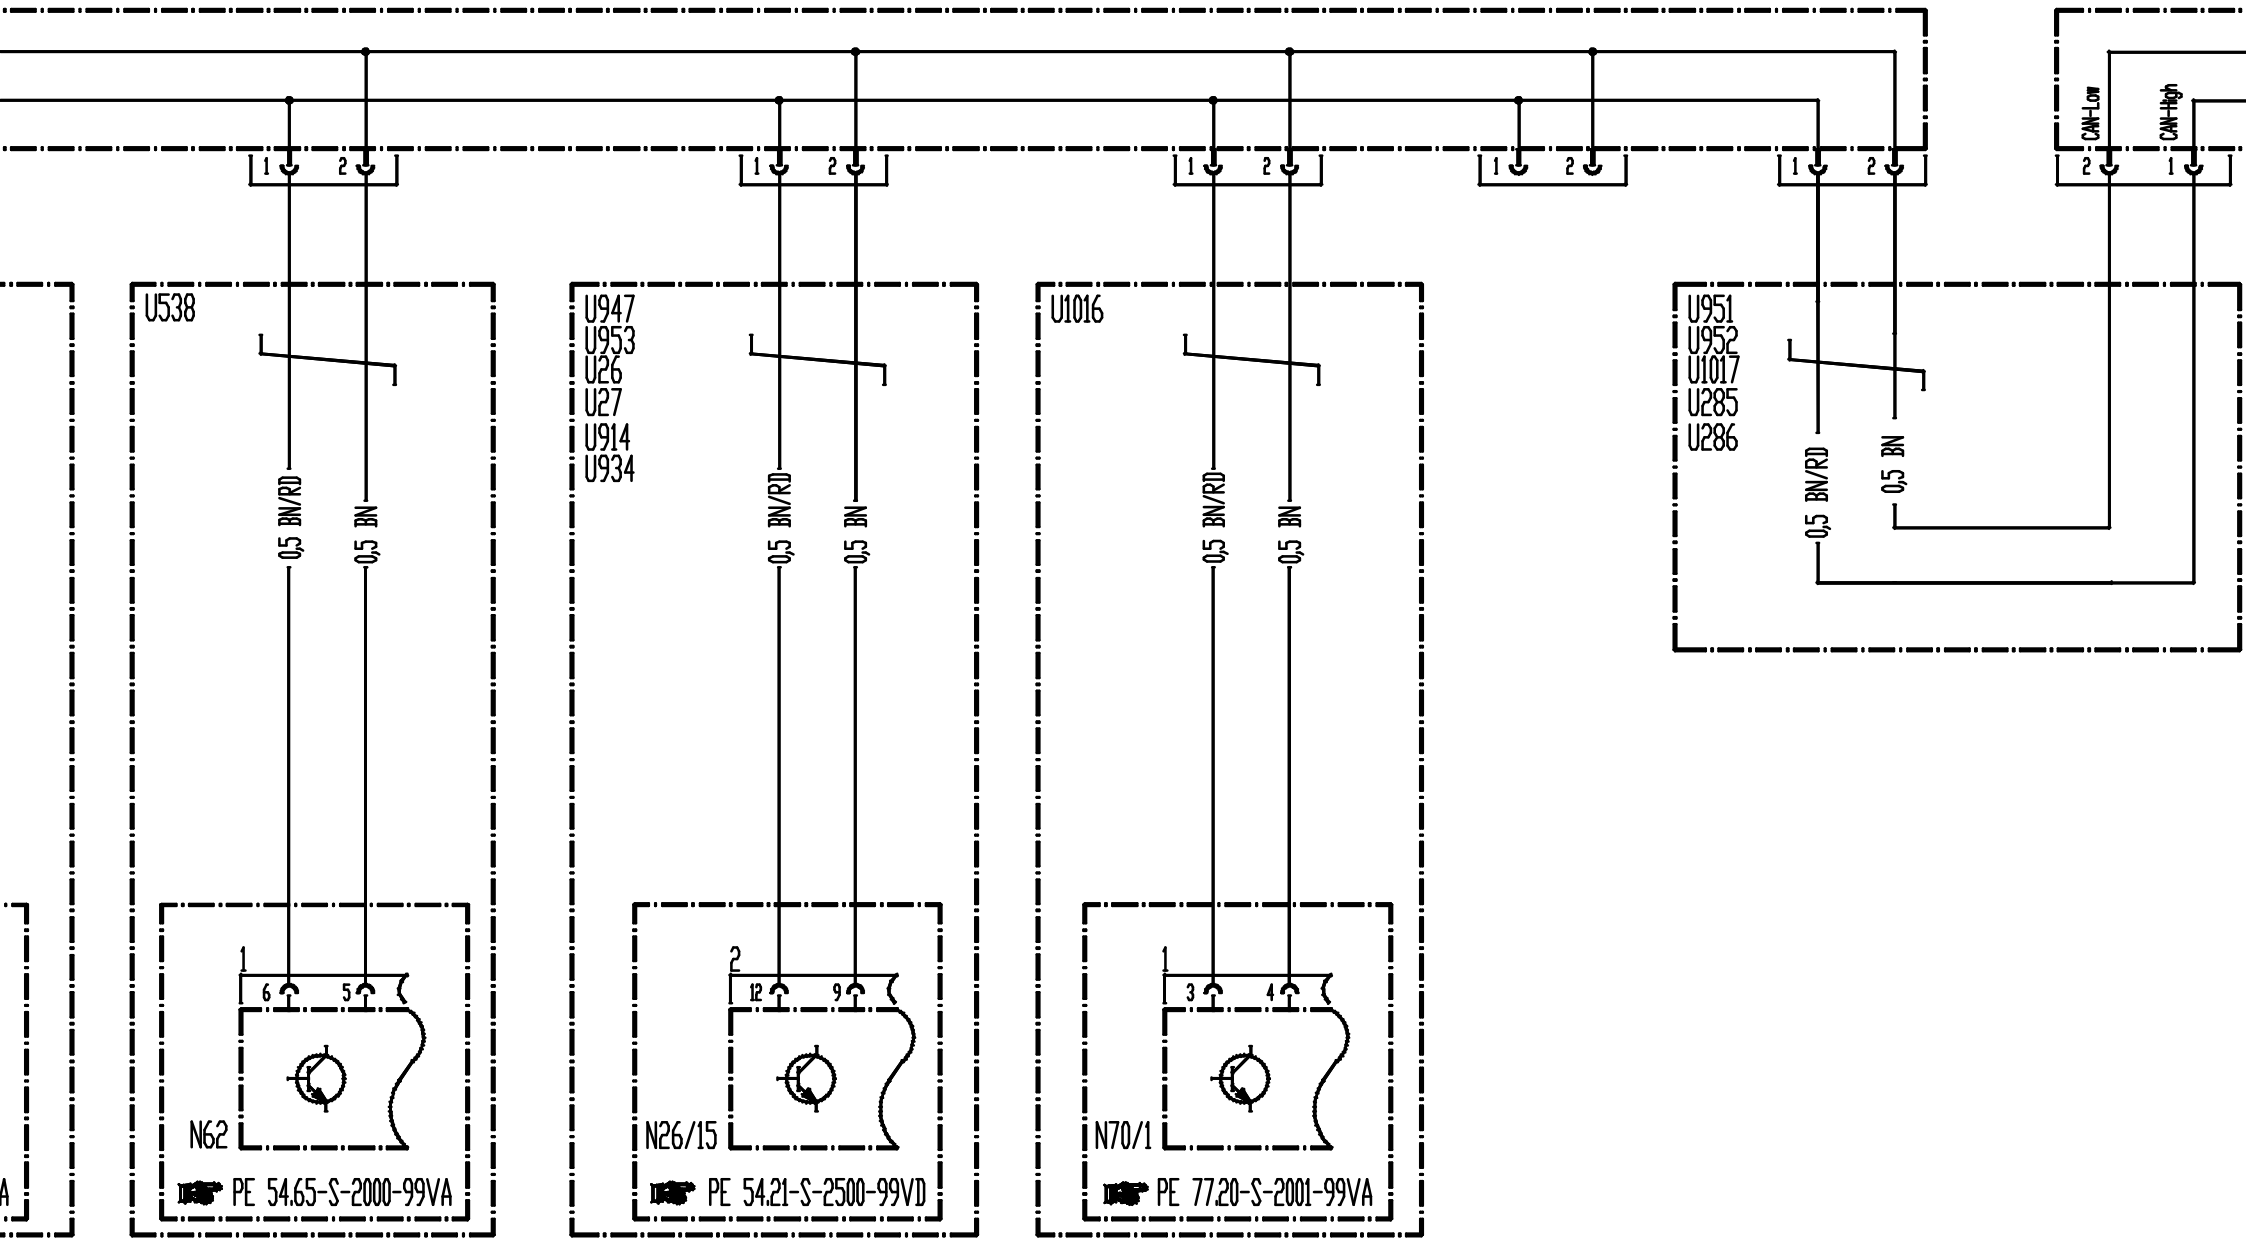 CAN-Low
CAN-High
1 2
1 2
1 2
1 2
1 2
2 1
U538
0,5 BN/RD
0,5 BN
1
6 5
N62
PE 54.65-S-2000-99VA
U947
U953
U26
U27
U914
U934
0,5 BN/RD
0,5 BN
2
12 9
N26/15
PE 54.21-S-2500-99VD
U1016
0,5 BN/RD
0,5 BN
1
3 4
N70/1
PE 77.20-S-2001-99VA
U951
U952
U1017
U285
U286
0,5 BN/RD
0,5 BN
A